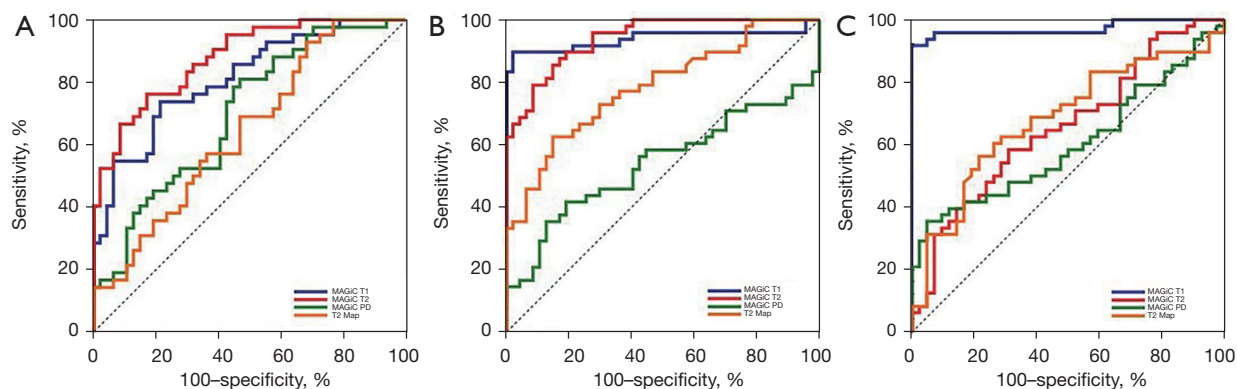 A
Sensitivity, %
100
80
60
40
20
0
MAGiC T1
MAGiC T2
MAGiC PD
T2 Map
0 20 40 60 80 100
100–specificity, %
B
Sensitivity, %
100
80
60
40
20
0
MAGiC T1
MAGiC T2
MAGiC PD
T2 Map
0 20 40 60 80 100
100–specificity, %
C
Sensitivity, %
100
80
60
40
20
0
MAGiC T1
MAGiC T2
MAGiC PD
T2 Map
0 20 40 60 80 100
100–specificity, %